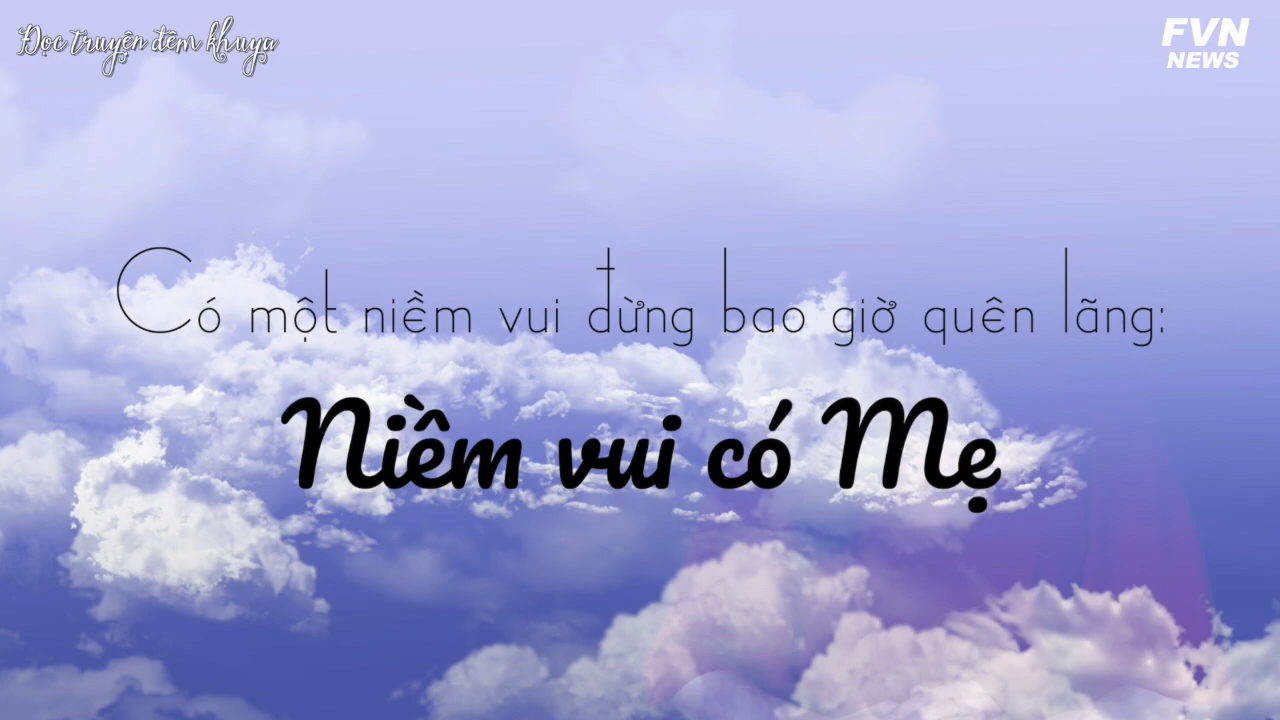 Đọc truyện đêm khuya
FVN
NEWS
Có một niềm vui đừng bao giờ quên lãng:
Niềm vui có Mẹ